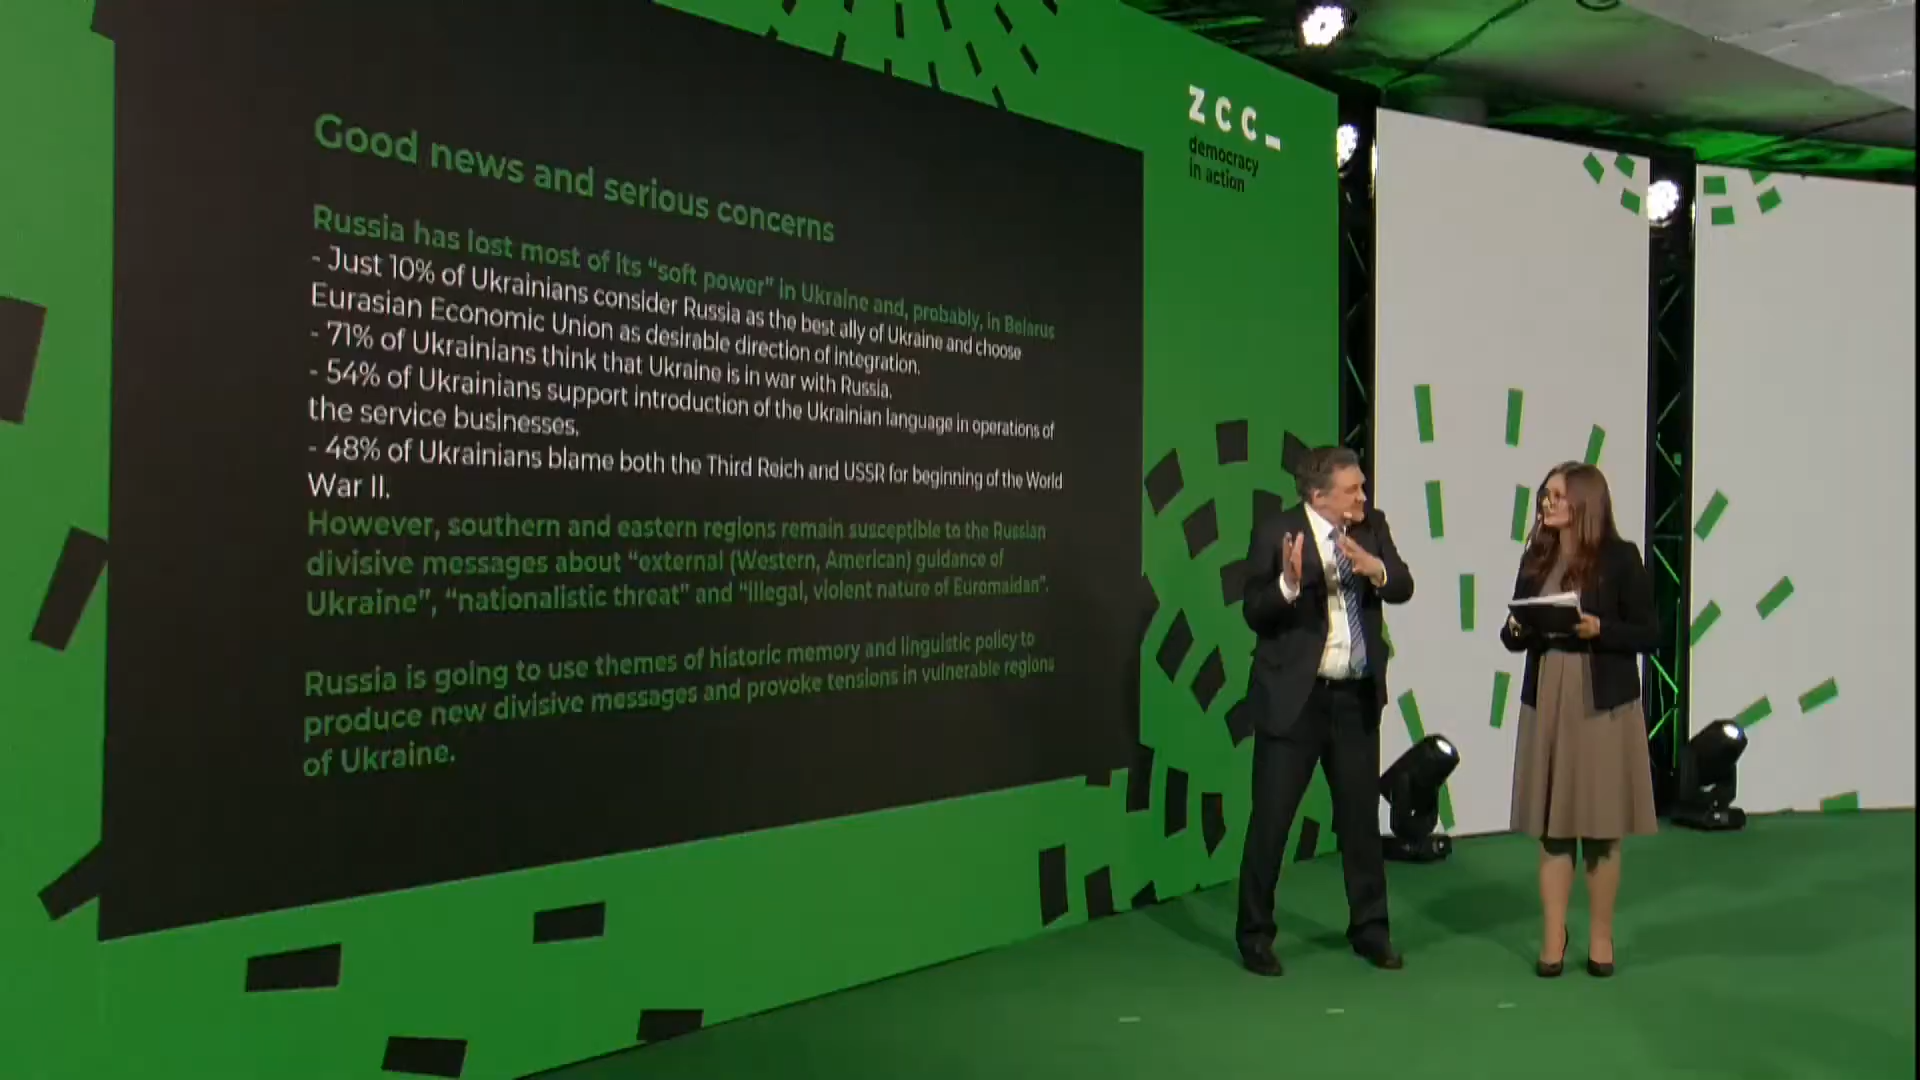 Good news and serious concerns
Russia has lost most of its “soft power” in Ukraine and, probably, in Belarus
- Just 10% of Ukrainians consider Russia as the best ally of Ukraine and choose
Eurasian Economic Union as desirable direction of integration.
- 71% of Ukrainians think that Ukraine is in war with Russia.
- 54% of Ukrainians support introduction of the Ukrainian language in operations of
the service businesses.
- 48% of Ukrainians blame both the Third Reich and USSR for beginning of the World
War II.
However, southern and eastern regions remain susceptible to the Russian
divisive messages about “external (Western, American) guidance of
Ukraine”, “nationalistic threat” and “illegal, violent nature of Euromaidan”.
Russia is going to use themes of historic memory and linguistic policy to
produce new divisive messages and provoke tensions in vulnerable regions
of Ukraine.
ZCC_
democracy
in action